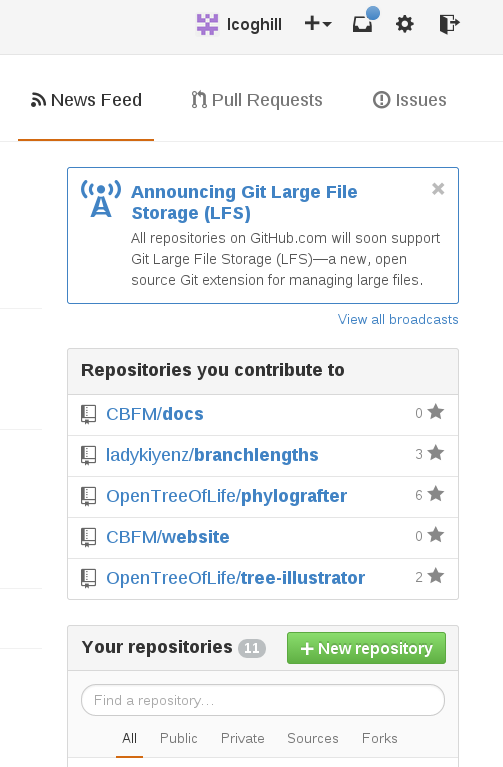 lcoghill
News Feed Pull Requests Issues
Announcing Git Large File
Storage (LFS)
All repositories on GitHub.com will soon support
Git Large File Storage (LFS)—a new, open
source Git extension for managing large files.
View all broadcasts
Repositories you contribute to
CBFM/docs 0
ladykiyenz/branchlengths 3
OpenTreeOfLife/phylografter 6
CBFM/website 0
OpenTreeOfLife/tree-illustrator 2
Your repositories 11 New repository
Find a repository...
All Public Private Sources Forks